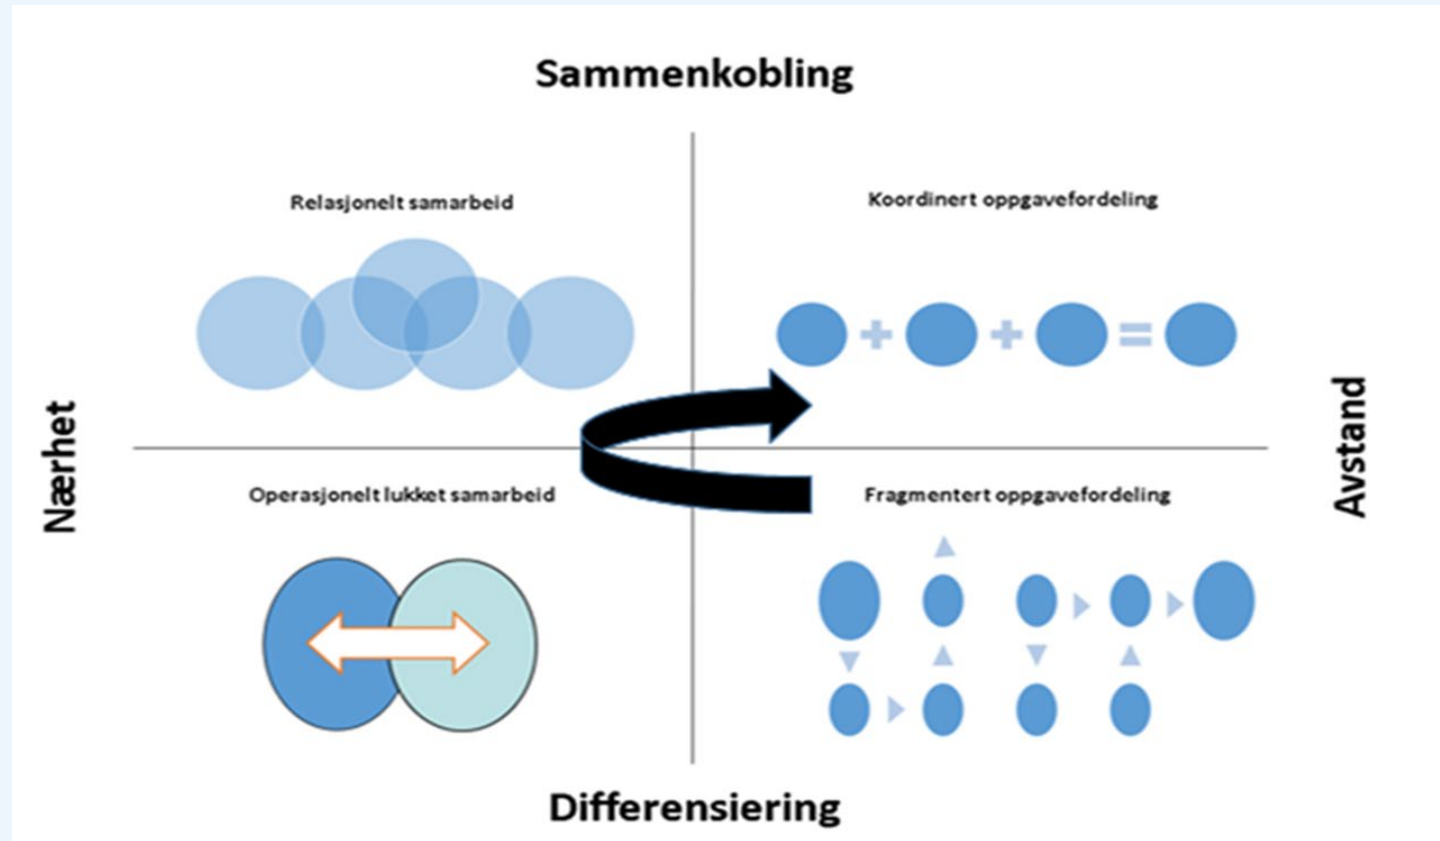 Sammenkobling
Relasjonelt samarbeid
Koordinert oppgavefordeling
Nærhet
Avstand
Operasjonelt lukket samarbeid
Fragmentert oppgavefordeling
Differensiering